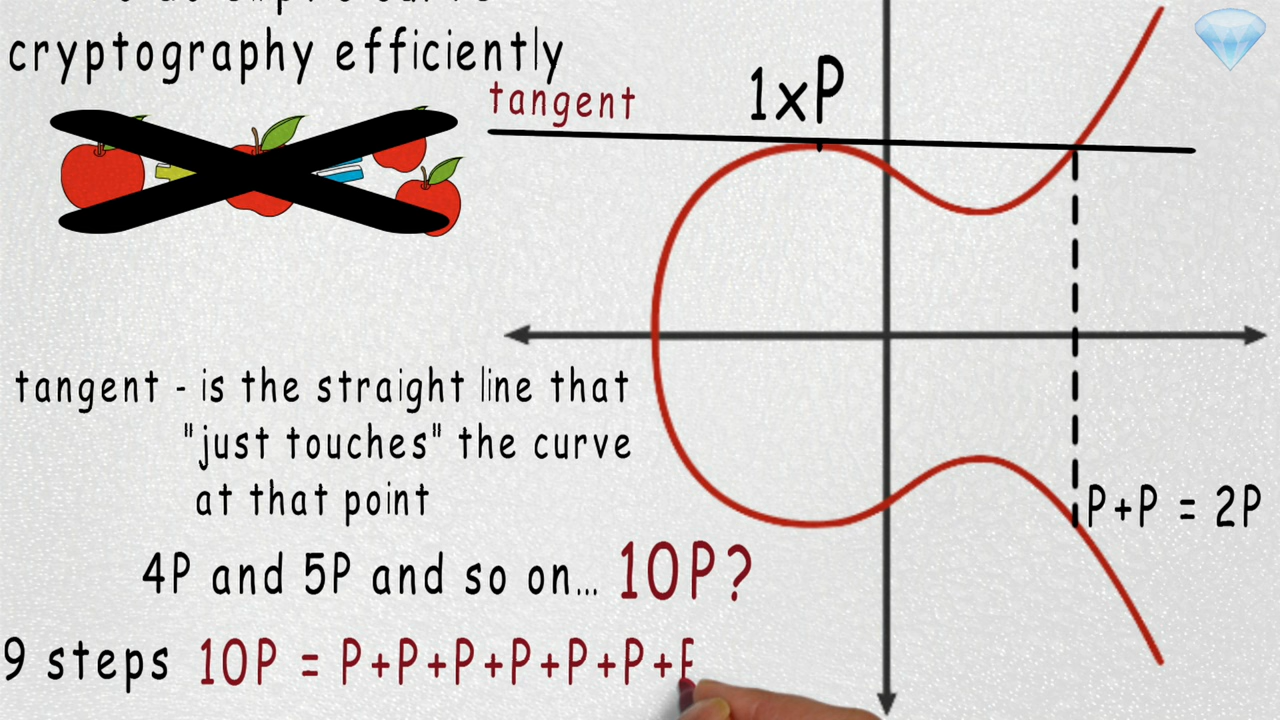 cryptography efficiently
tangent
1xP
tangent - is the straight line that
"just touches" the curve
at that point
P+P = 2P
4P and 5P and so on... 10P?
9 steps 10P = P+P+P+P+P+P+